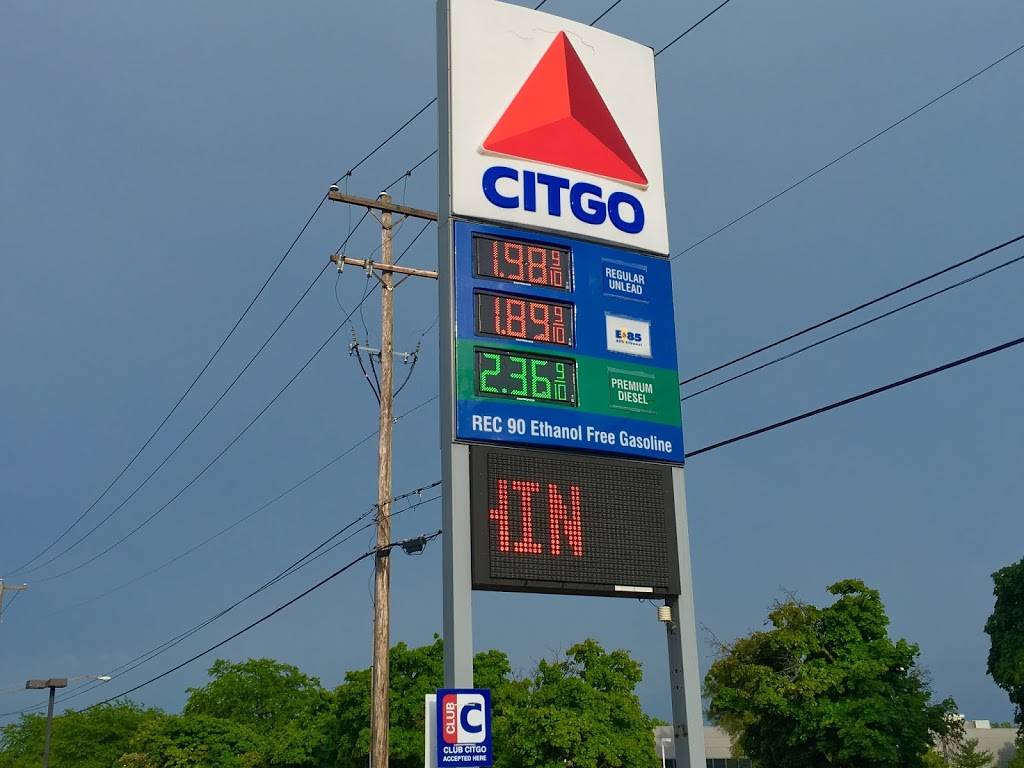 CITGO
1.98 9/10
REGULAR
UNLEAD
1.89 9/10
E85
2.36 9/10
PREMIUM
DIESEL
REC 90 Ethanol Free Gasoline
IN
CLUB
C
CLUB CITGO
ACCEPTED HERE